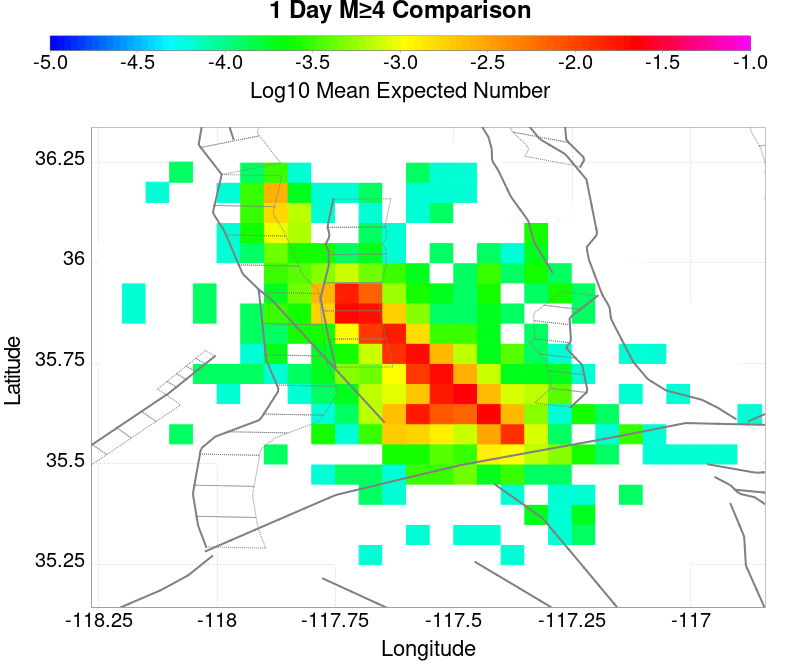 1 Day M≥4 Comparison
-5.0 -4.5 -4.0 -3.5 -3.0 -2.5 -2.0 -1.5 -1.0
Log10 Mean Expected Number
36.25
36
35.75
35.5
35.25
Latitude
-118.25 -118 -117.75 -117.5 -117.25 -117
Longitude